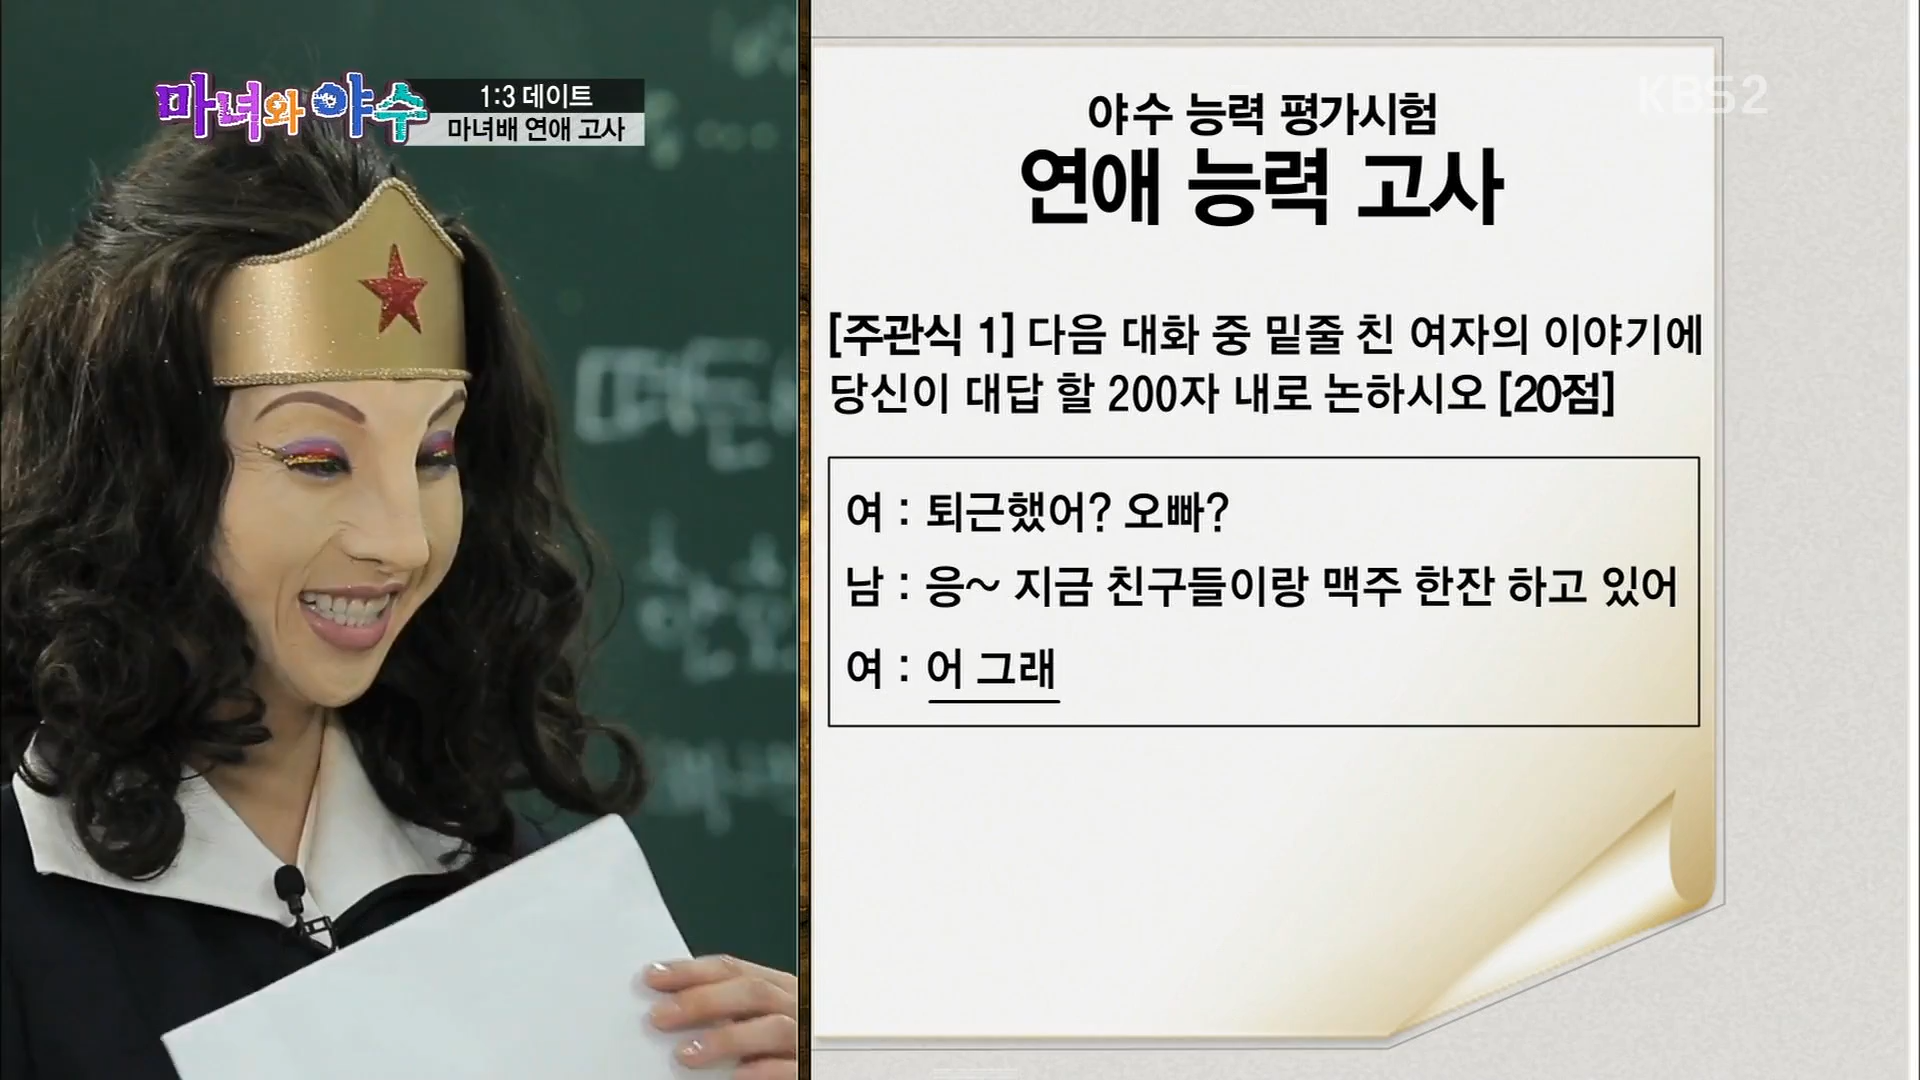 마녀와 야수
1:3 데이트
마녀배 연애 고사
KBS2
야수 능력 평가시험
연애 능력 고사
[주관식 1] 다음 대화 중 밑줄 친 여자의 이야기에
당신이 대답 할 200자 내로 논하시오 [20점]
여 : 퇴근했어? 오빠?
남 : 응~ 지금 친구들이랑 맥주 한잔 하고 있어
여 : 어 그래